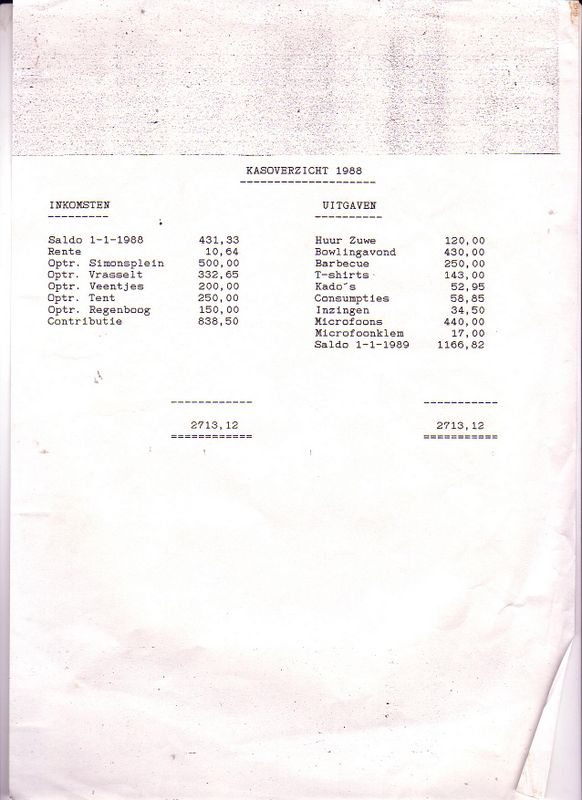 KASOVERZICHT 1988
--------------------
INKOMSTEN UITGAVEN
--------- ----------
Saldo 1-1-1988 431,33 Huur Zuwe 120,00
Rente 10,64 Bowlingavond 430,00
Optr. Simonsplein 500,00 Barbecue 250,00
Optr. Vrasselt 332,65 T-shirts 143,00
Optr. Veentjes 200,00 Kado's 52,95
Optr. Tent 250,00 Consumpties 58,85
Optr. Regenboog 150,00 Inzingen 34,50
Contributie 838,50 Microfoons 440,00
Microfoonklem 17,00
Saldo 1-1-1989 1166,82
------------ -----------
2713,12 2713,12
============ ===========